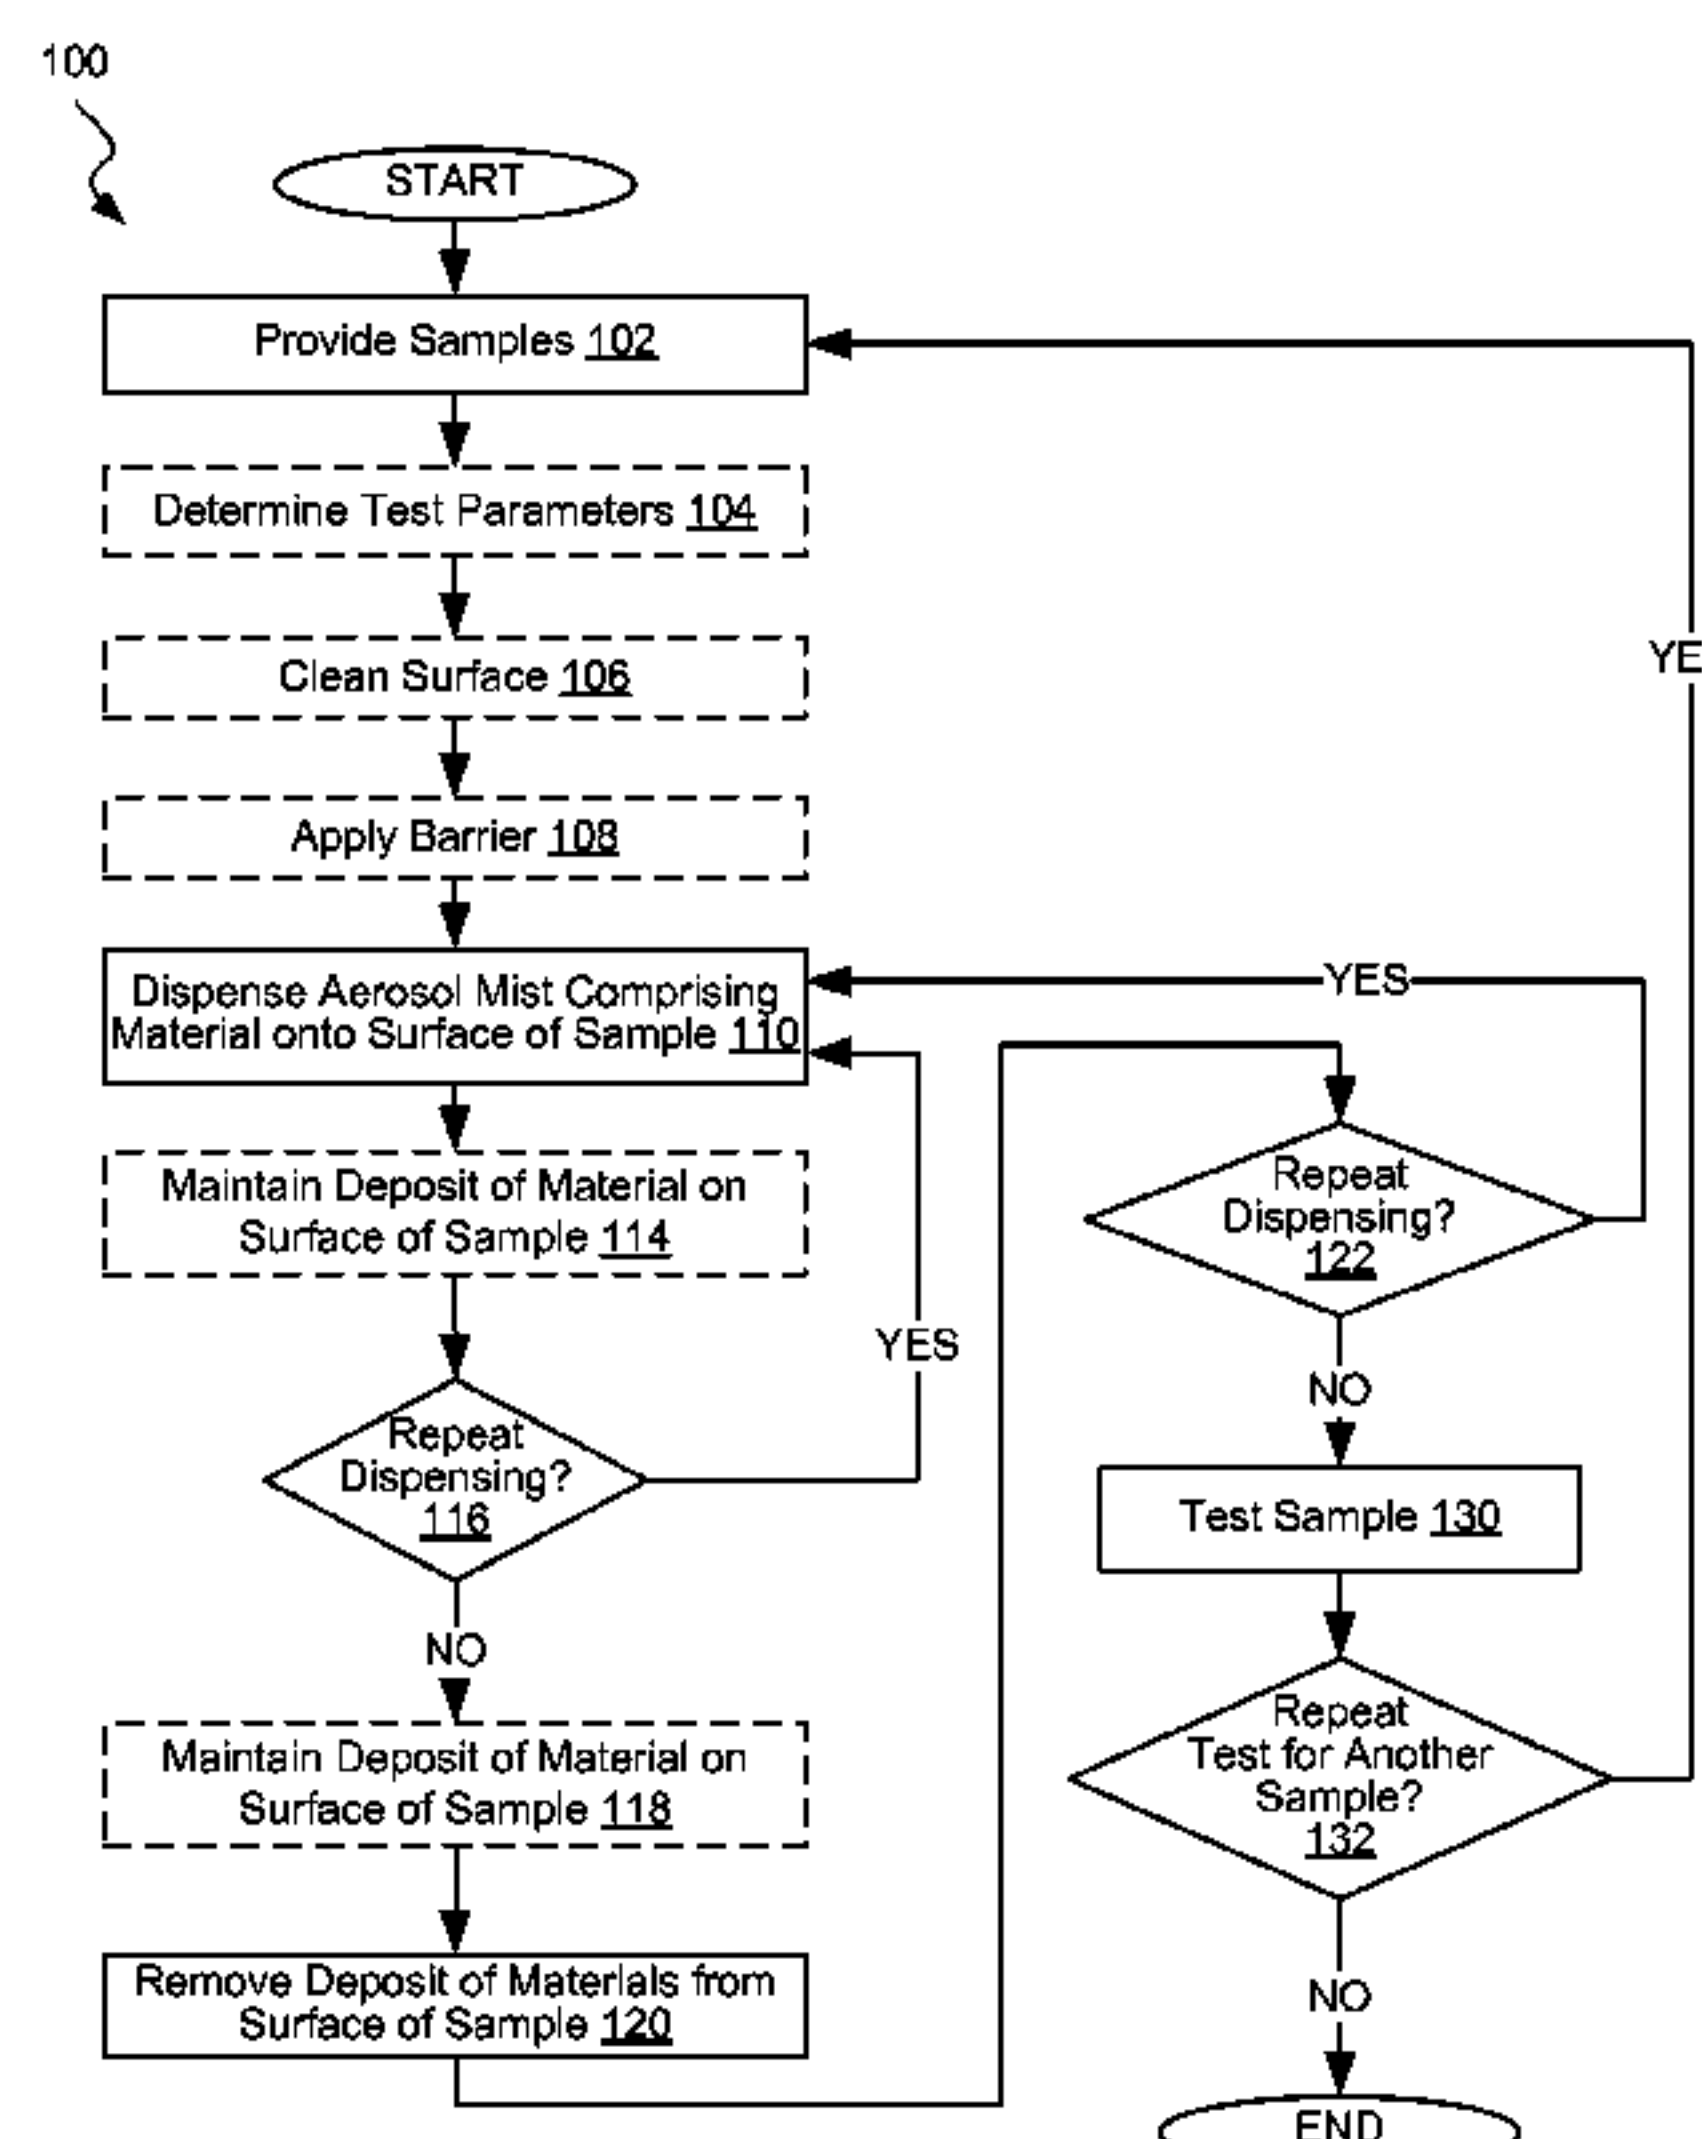 100
START
Provide Samples 102
Determine Test Parameters 104
Clean Surface 106
Apply Barrier 108
Dispense Aerosol Mist Comprising
Material onto Surface of Sample 110
Maintain Deposit of Material on
Surface of Sample 114
Repeat
Dispensing?
116
YES
NO
Maintain Deposit of Material on
Surface of Sample 118
Remove Deposit of Materials from
Surface of Sample 120
Repeat
Dispensing?
122
YES
NO
Test Sample 130
Repeat
Test for Another
Sample?
132
YE
NO
END